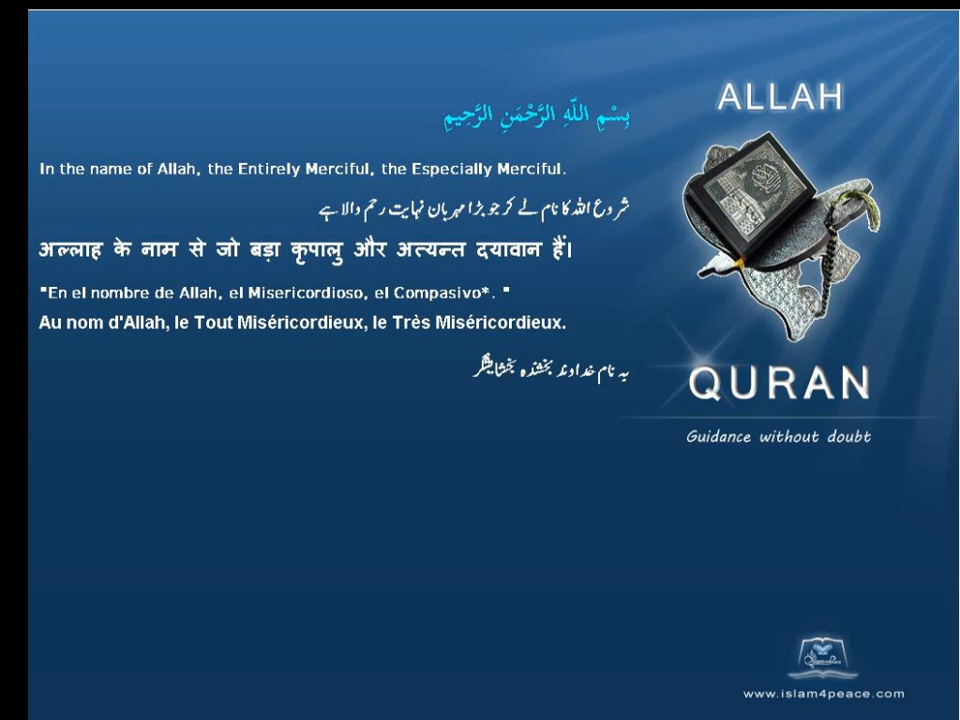 بِسْمِ اللّهِ الرَّحْمَنِ الرَّحِيمِ
In the name of Allah, the Entirely Merciful, the Especially Merciful.
شروع اللہ کا نام لے کر جو بڑا مہربان نہایت رحم والا ہے
अल्लाह के नाम से जो बड़ा कृपालु और अत्यन्त दयावान हैं।
"En el nombre de Allah, el Misericordioso, el Compasivo*. "
Au nom d'Allah, le Tout Miséricordieux, le Très Miséricordieux.
به نام خداوند بخشنده بخشایشگر
ALLAH
QURAN
Guidance without doubt
www.islam4peace.com